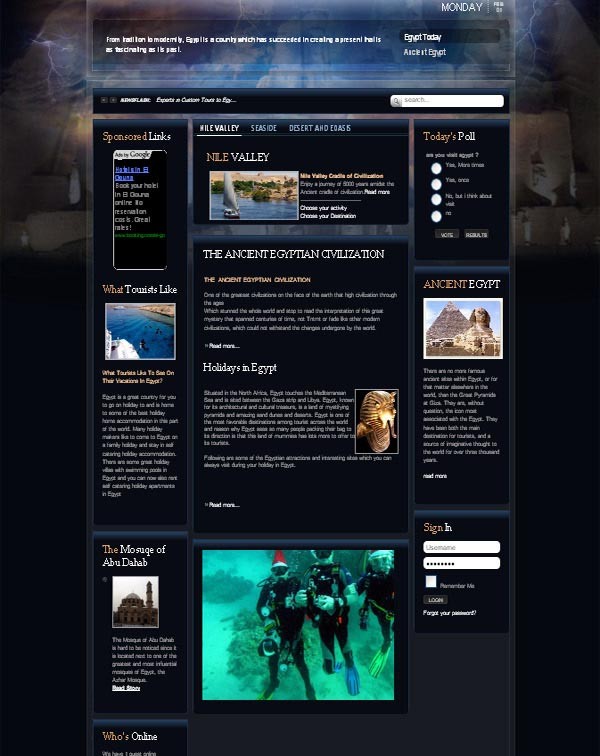 MONDAY
From tradition to modernity, Egypt is a country which has succeeded in creating a present that is
as fascinating as its past.
Egypt Today
Ancient Egypt
NEWSFLASH: Experts in Custom Tours to Egy...
search...
Sponsored Links
Ads by Google
Hotels in El
Gouna
Book your hotel
in El Gouna
online. No
reservation
costs. Great
rates!
What Tourists Like
What Tourists Like To See On
Their Vacations In Egypt?
Egypt is a great country for you
to go on holiday to and is home
to some of the best holiday
home accommodation in this part
of the world. Many holiday
makers like to come to Egypt on
a family holiday and stay in self
catering holiday accommodation.
There are some great holiday
villas with swimming pools in
Egypt and you can now also rent
self catering holiday apartments
in Egypt
The Mosuqe of
Abu Dahab
The Mosque of Abu Dahab
is hard to be noticed since it
is located next to one of the
greatest and most influential
mosques of Egypt, the
Azhar Mosque.
Read Story
Who's Online
We have 1 guest online
NILE VALLEY SEASIDE DESERT AND EOASIS
NILE VALLEY
Nile Valley Cradle of Civilization
Enjoy a journey of 5000 years amidst the
Ancient cradle of civilisation Read more
Choose your activity
Choose your Destination
THE ANCIENT EGYPTIAN CIVILIZATION
THE ANCIENT EGYPTIAN CIVILIZATION
One of the greatest civilizations on the face of the earth that high civilization through
the ages
Which stunned the whole world and stop to read the interpretation of this great
mystery that spanned centuries of time, not Tntmt or fade like other modern
civilizations, which could not withstand the changes undergone by the world.
Read more...
Holidays in Egypt
Situated in the North Africa, Egypt touches the Mediterranean
Sea and is sited between the Gaza strip and Libya. Egypt, known
for its architectural and cultural treasure, is a land of mystifying
pyramids and amazing sand dunes and deserts. Egypt is one of
the most favorable destinations among tourist across the world
and reason why Egypt sees so many people packing their bag to
its direction is that this land of mummies has lots more to offer to
its tourists.
Following are some of the Egyptian attractions and interesting sites which you can
always visit during your holiday in Egypt.
Read more...
Today's Poll
are you visit egypt ?
Yes, More times
Yes, once
No, but i think about
visit
no
VOTE RESULTS
ANCIENT EGYPT
There are no more famous
ancient sites within Egypt, or for
that matter elsewhere in the
world, than the Great Pyramids
at Giza. They are, without
question, the icon most
associated with the Egypt. They
have been both the main
destination for tourists, and a
source of imaginative thought to
the world for over three thousand
years.
read more
Sign In
Username
••••••••
Remember Me
LOGIN
Forgot your password?